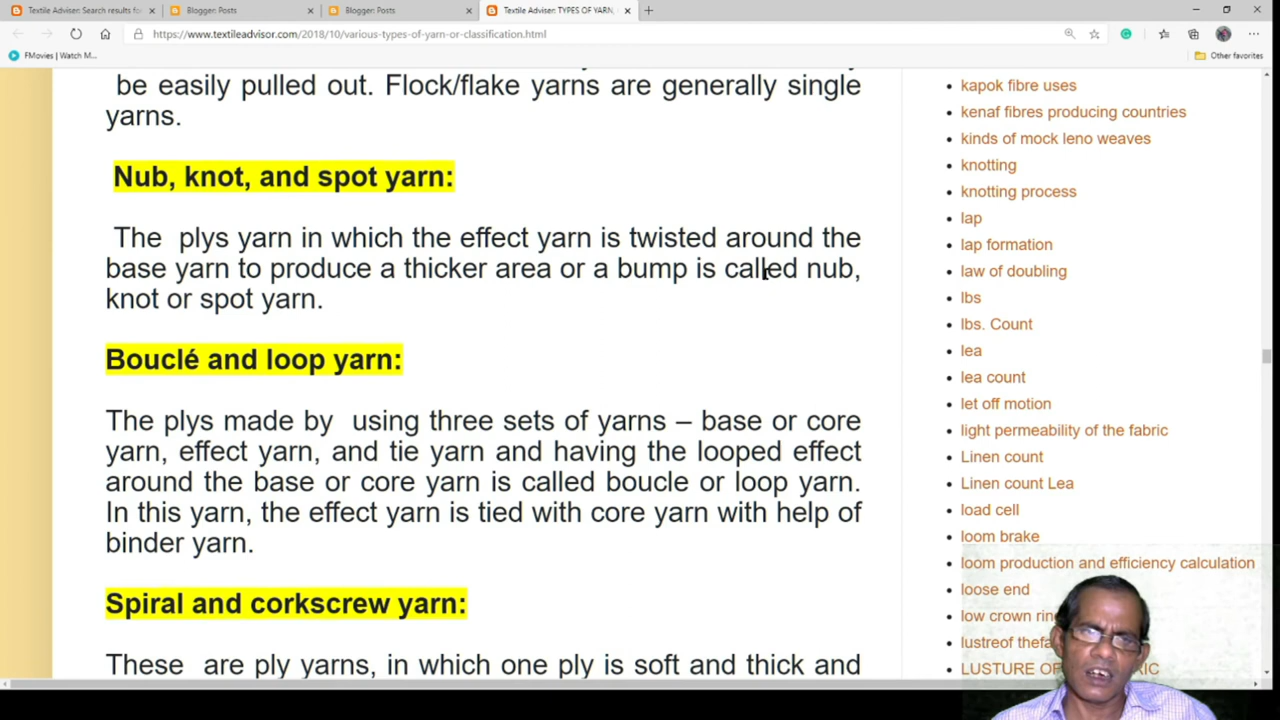 Textile Adviser: Search results fo
Blogger: Posts
Blogger: Posts
Textile Adviser: TYPES OF YARN,
https://www.textileadvisor.com/2018/10/various-types-of-yarn-or-classification.html
FMovies | Watch M...
Other favorites
be easily pulled out. Flock/flake yarns are generally single
yarns.
Nub, knot, and spot yarn:
The plys yarn in which the effect yarn is twisted around the
base yarn to produce a thicker area or a bump is called nub,
knot or spot yarn.
Bouclé and loop yarn:
The plys made by using three sets of yarns – base or core
yarn, effect yarn, and tie yarn and having the looped effect
around the base or core yarn is called boucle or loop yarn.
In this yarn, the effect yarn is tied with core yarn with help of
binder yarn.
Spiral and corkscrew yarn:
These are ply yarns, in which one ply is soft and thick and
kapok fibre uses
kenaf fibres producing countries
kinds of mock leno weaves
knotting
knotting process
lap
lap formation
law of doubling
lbs
lbs. Count
lea
lea count
let off motion
light permeability of the fabric
Linen count
Linen count Lea
load cell
loom brake
loom production and efficiency calculation
loose end
low crown rin
lustreof thefa
LUSTURE OF